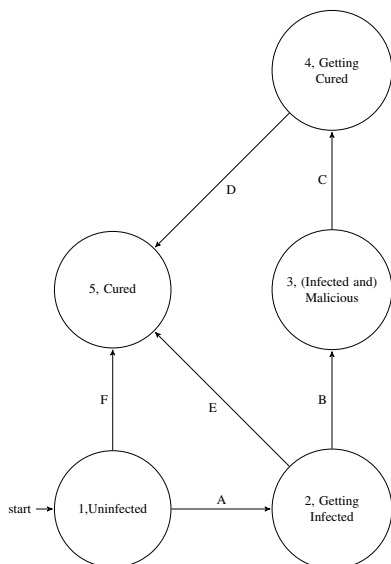 4, Getting
Cured
D
C
5, Cured
3, (Infected and)
Malicious
F
E
B
start
1,Uninfected
A
2, Getting
Infected